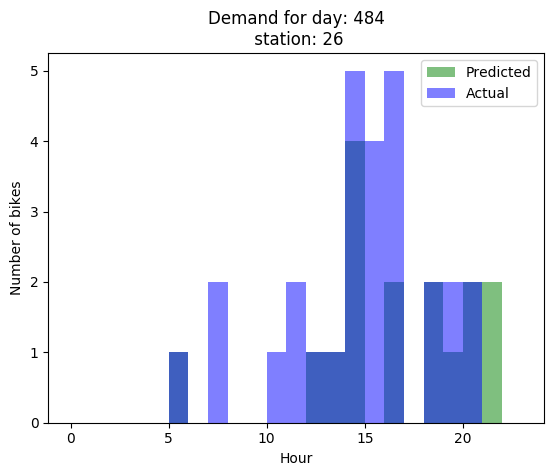 Demand for day: 484
station: 26
Predicted
Actual
Number of bikes
5
4
3
2
1
0
0 5 10 15 20
Hour